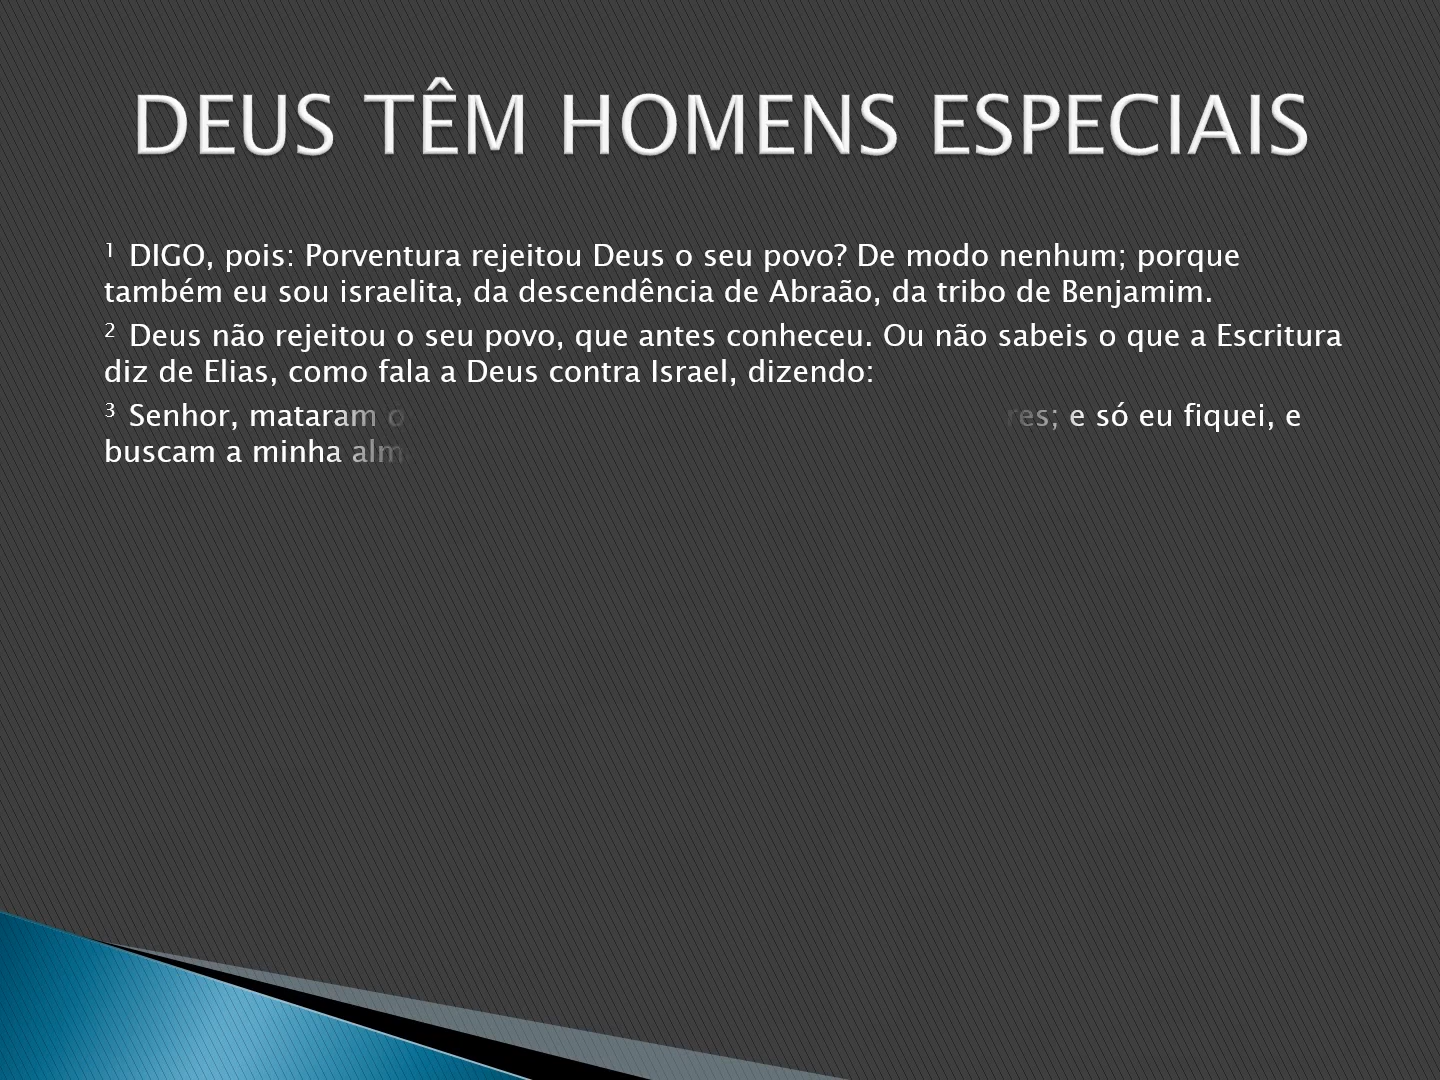 DEUS TÊM HOMENS ESPECIAIS
1 DIGO, pois: Porventura rejeitou Deus o seu povo? De modo nenhum; porque
também eu sou israelita, da descendência de Abraão, da tribo de Benjamim.
2 Deus não rejeitou o seu povo, que antes conheceu. Ou não sabeis o que a Escritura
diz de Elias, como fala a Deus contra Israel, dizendo:
3 Senhor, mataram e só eu fiquei, e
buscam a minha